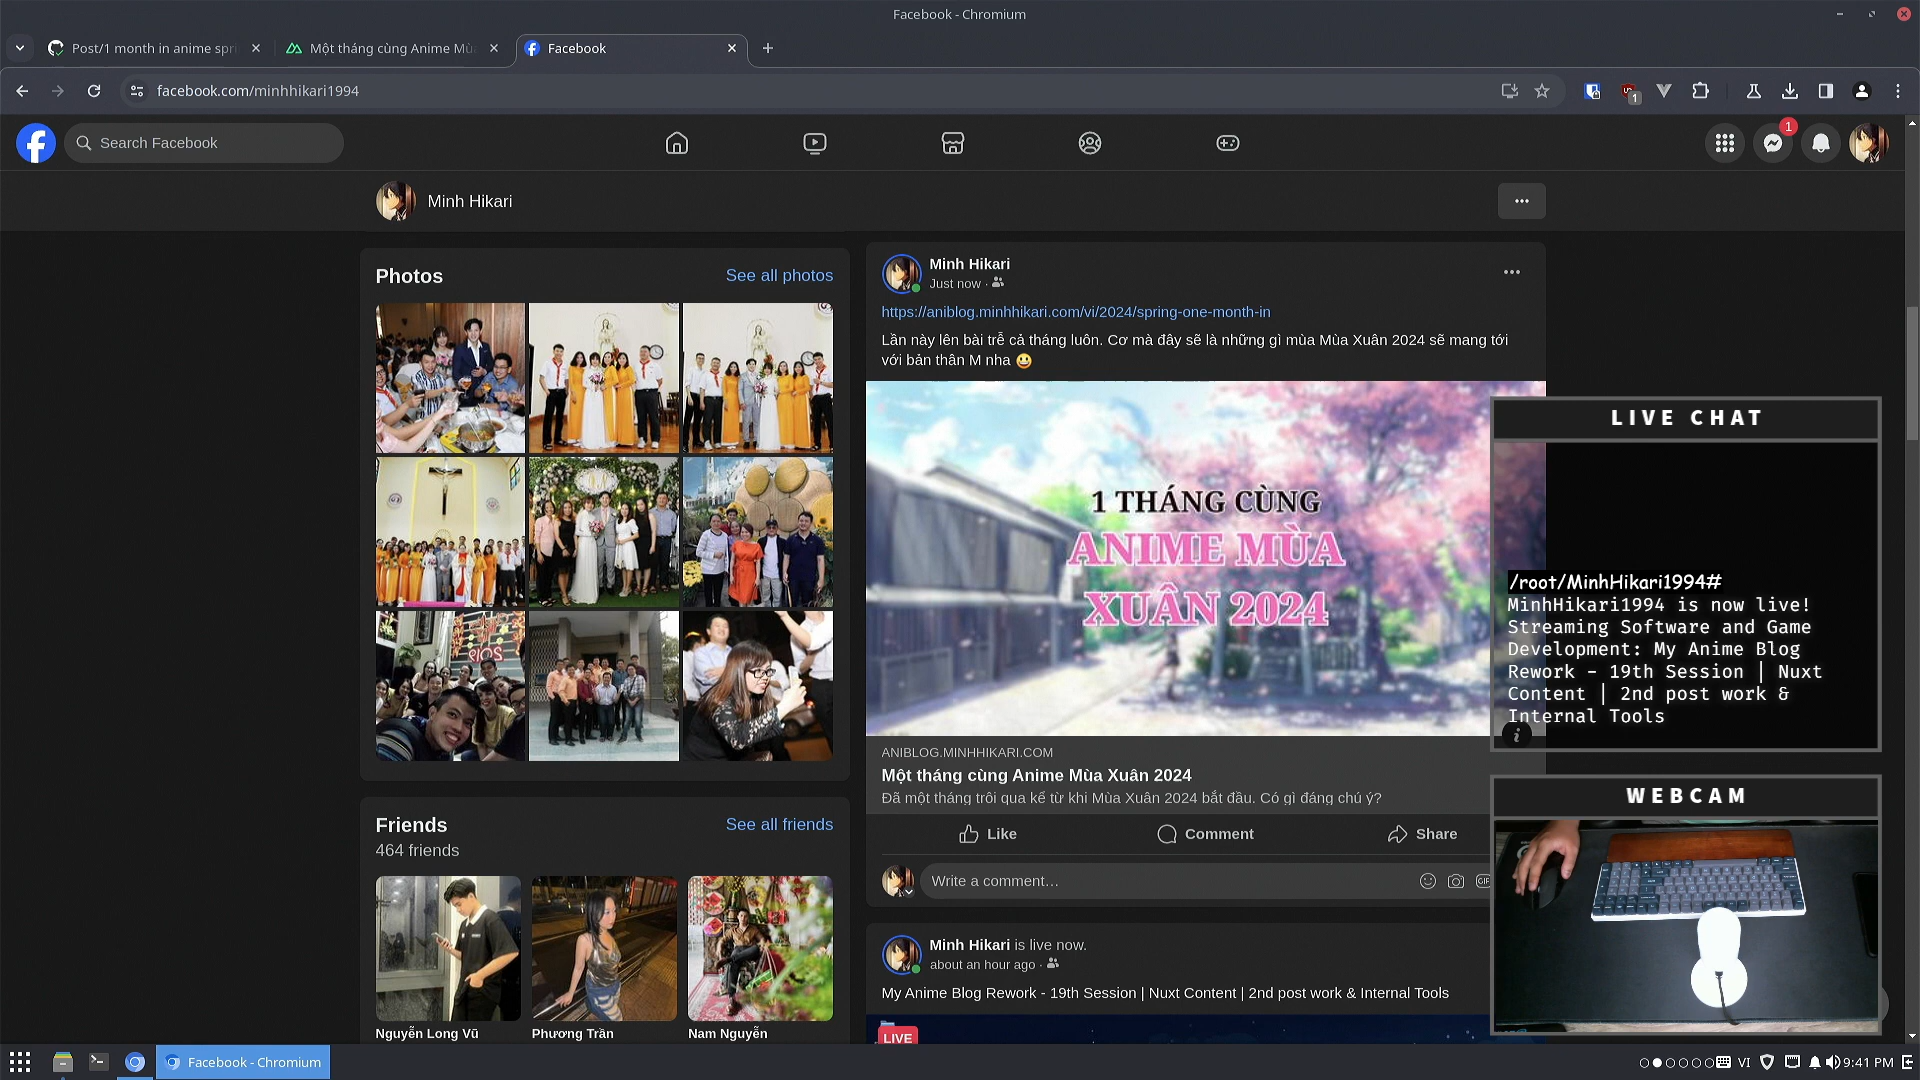 Facebook - Chromium
Post/1 month in anime spri
Một tháng cùng Anime Mù
Facebook
facebook.com/minhhikari1994
1
Search Facebook
1
Minh Hikari
Photos
See all photos
Friends
See all friends
464 friends
Nguyễn Long Vũ
Phương Trần
Nam Nguyễn
Minh Hikari
Just now ·
https://aniblog.minhhikari.com/vi/2024/spring-one-month-in
Lần này lên bài trễ cả tháng luôn. Cơ mà đây sẽ là những gì mùa Mùa Xuân 2024 sẽ mang tới
với bản thân M nha 😃
1 THÁNG CÙNG
ANIME MÙA
XUÂN 2024
ANIBLOG.MINHHIKARI.COM
Một tháng cùng Anime Mùa Xuân 2024
Đã một tháng trôi qua kể từ khi Mùa Xuân 2024 bắt đầu. Có gì đáng chú ý?
Like
Comment
Share
Write a comment…
GIF
Minh Hikari is live now.
about an hour ago ·
My Anime Blog Rework - 19th Session | Nuxt Content | 2nd post work & Internal Tools
LIVE
LIVE CHAT
/root/MinhHikari1994#
MinhHikari1994 is now live!
Streaming Software and Game
Development: My Anime Blog
Rework - 19th Session | Nuxt
Content | 2nd post work &
Internal Tools
WEBCAM
Facebook - Chromium
VI
9:41 PM